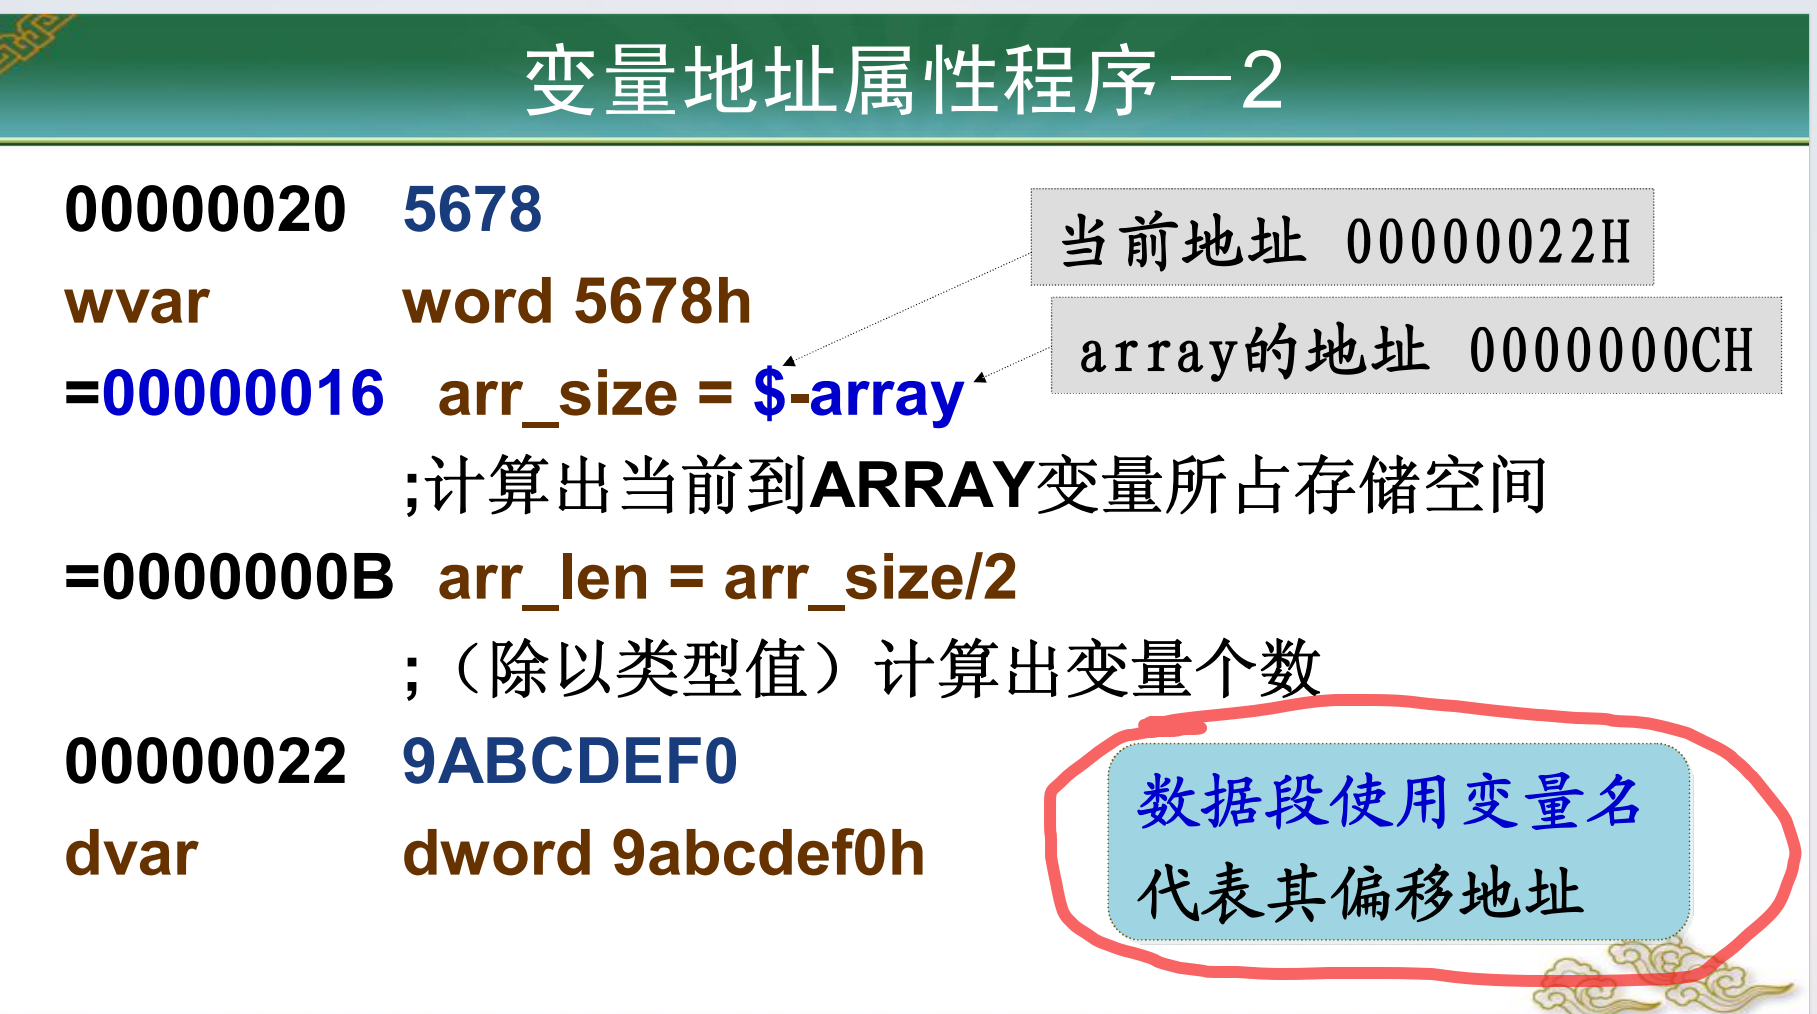 变量地址属性程序－2
00000020 5678
当前地址 00000022H
wvar word 5678h
array的地址 0000000CH
=00000016 arr_size = $-array
;计算出当前到ARRAY变量所占存储空间
=0000000B arr_len = arr_size/2
;（除以类型值）计算出变量个数
00000022 9ABCDEF0
数据段使用变量名
dvar dword 9abcdef0h
代表其偏移地址